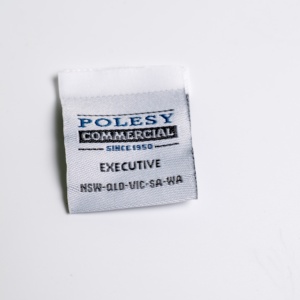 POLESY
COMMERCIAL
SINCE 1950
EXECUTIVE
NSW-QLD-VIC-SA-WA